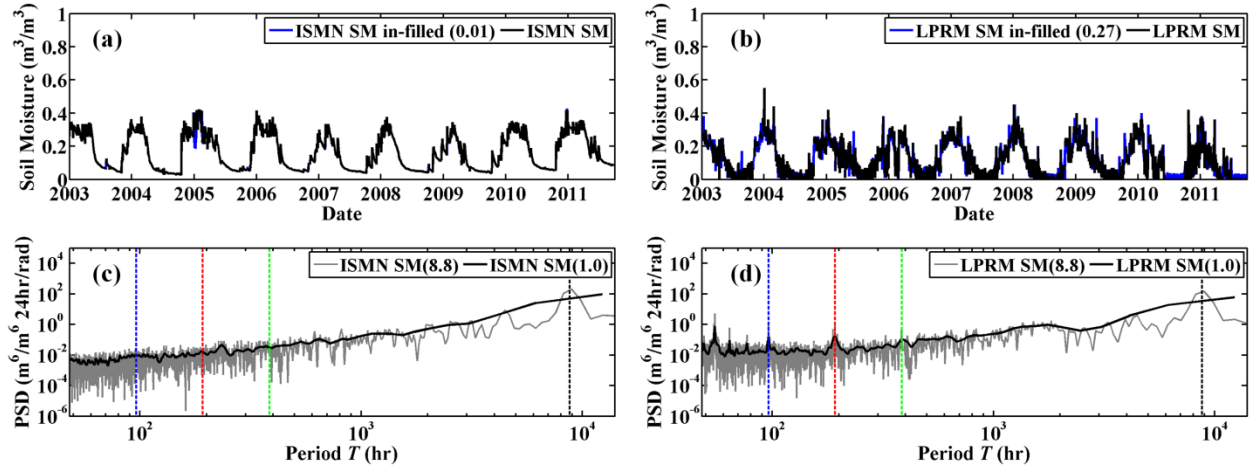 (a) ISMN SM in-filled (0.01) ISMN SM
Soil Moisture (m³/m³)
1
0.8
0.6
0.4
0.2
0
2003 2004 2005 2006 2007 2008 2009 2010 2011
Date
(b) LPRM SM in-filled (0.27) LPRM SM
Soil Moisture (m³/m³)
1
0.8
0.6
0.4
0.2
0
2003 2004 2005 2006 2007 2008 2009 2010 2011
Date
(c) ISMN SM(8.8) ISMN SM(1.0)
PSD (m⁶/m⁶ 24hr/rad)
10⁴
10²
10⁰
10⁻²
10⁻⁴
10⁻⁶
10² 10³ 10⁴
Period T (hr)
(d) LPRM SM(8.8) LPRM SM(1.0)
PSD (m⁶/m⁶ 24hr/rad)
10⁴
10²
10⁰
10⁻²
10⁻⁴
10⁻⁶
10² 10³ 10⁴
Period T (hr)